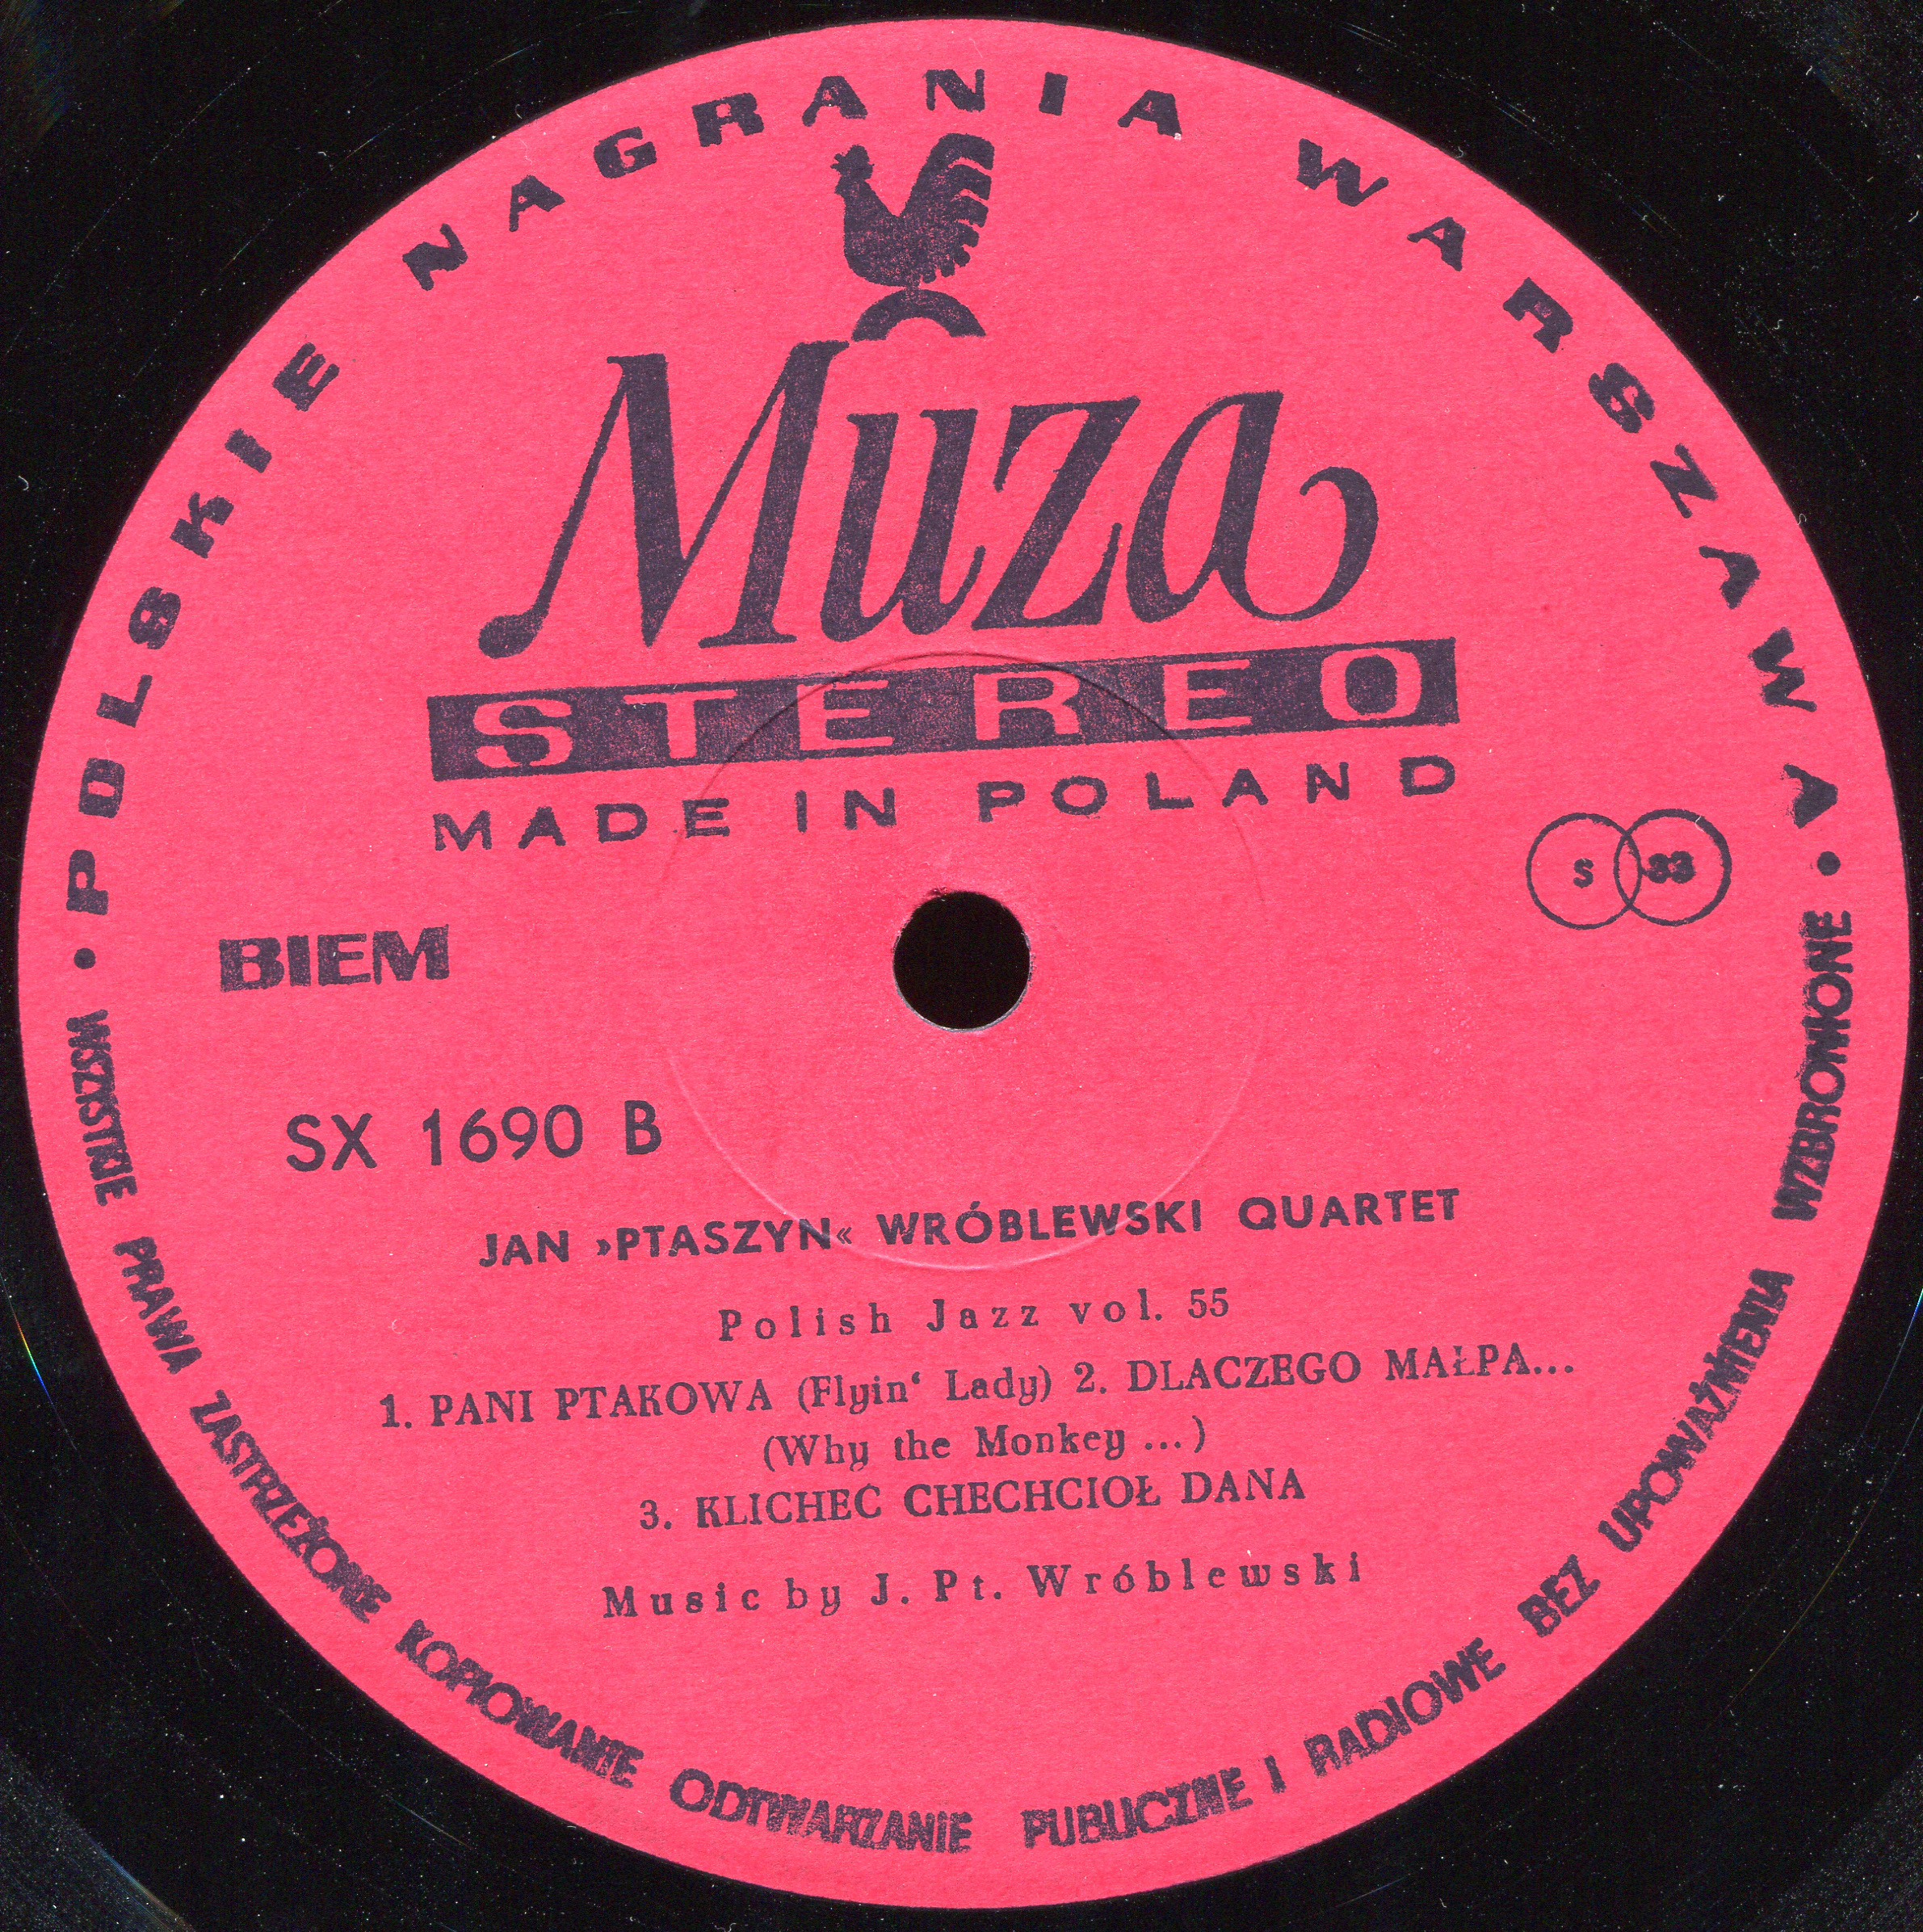 POLSKIE NAGRANIA WARSZAWA
Muza
STEREO
MADE IN POLAND
S 33
BIEM
SX 1690 B
JAN »PTASZYN« WRÓBLEWSKI QUARTET
Polish Jazz vol. 55
1. PANI PTAKOWA (Flyin‘ Lady) 2. DLACZEGO MAŁPA...
(Why the Monkey ...)
3. KLICHEĆ CHECHCIOŁ DANA
Music by J. Pt. Wróblewski
• WSZYSTKIE PRAWA ZASTRZEŻONE KOPIOWANIE ODTWARZANIE PUBLICZNE I RADIOWE BEZ UPOWAŻNIENIA WZBRONIONE •